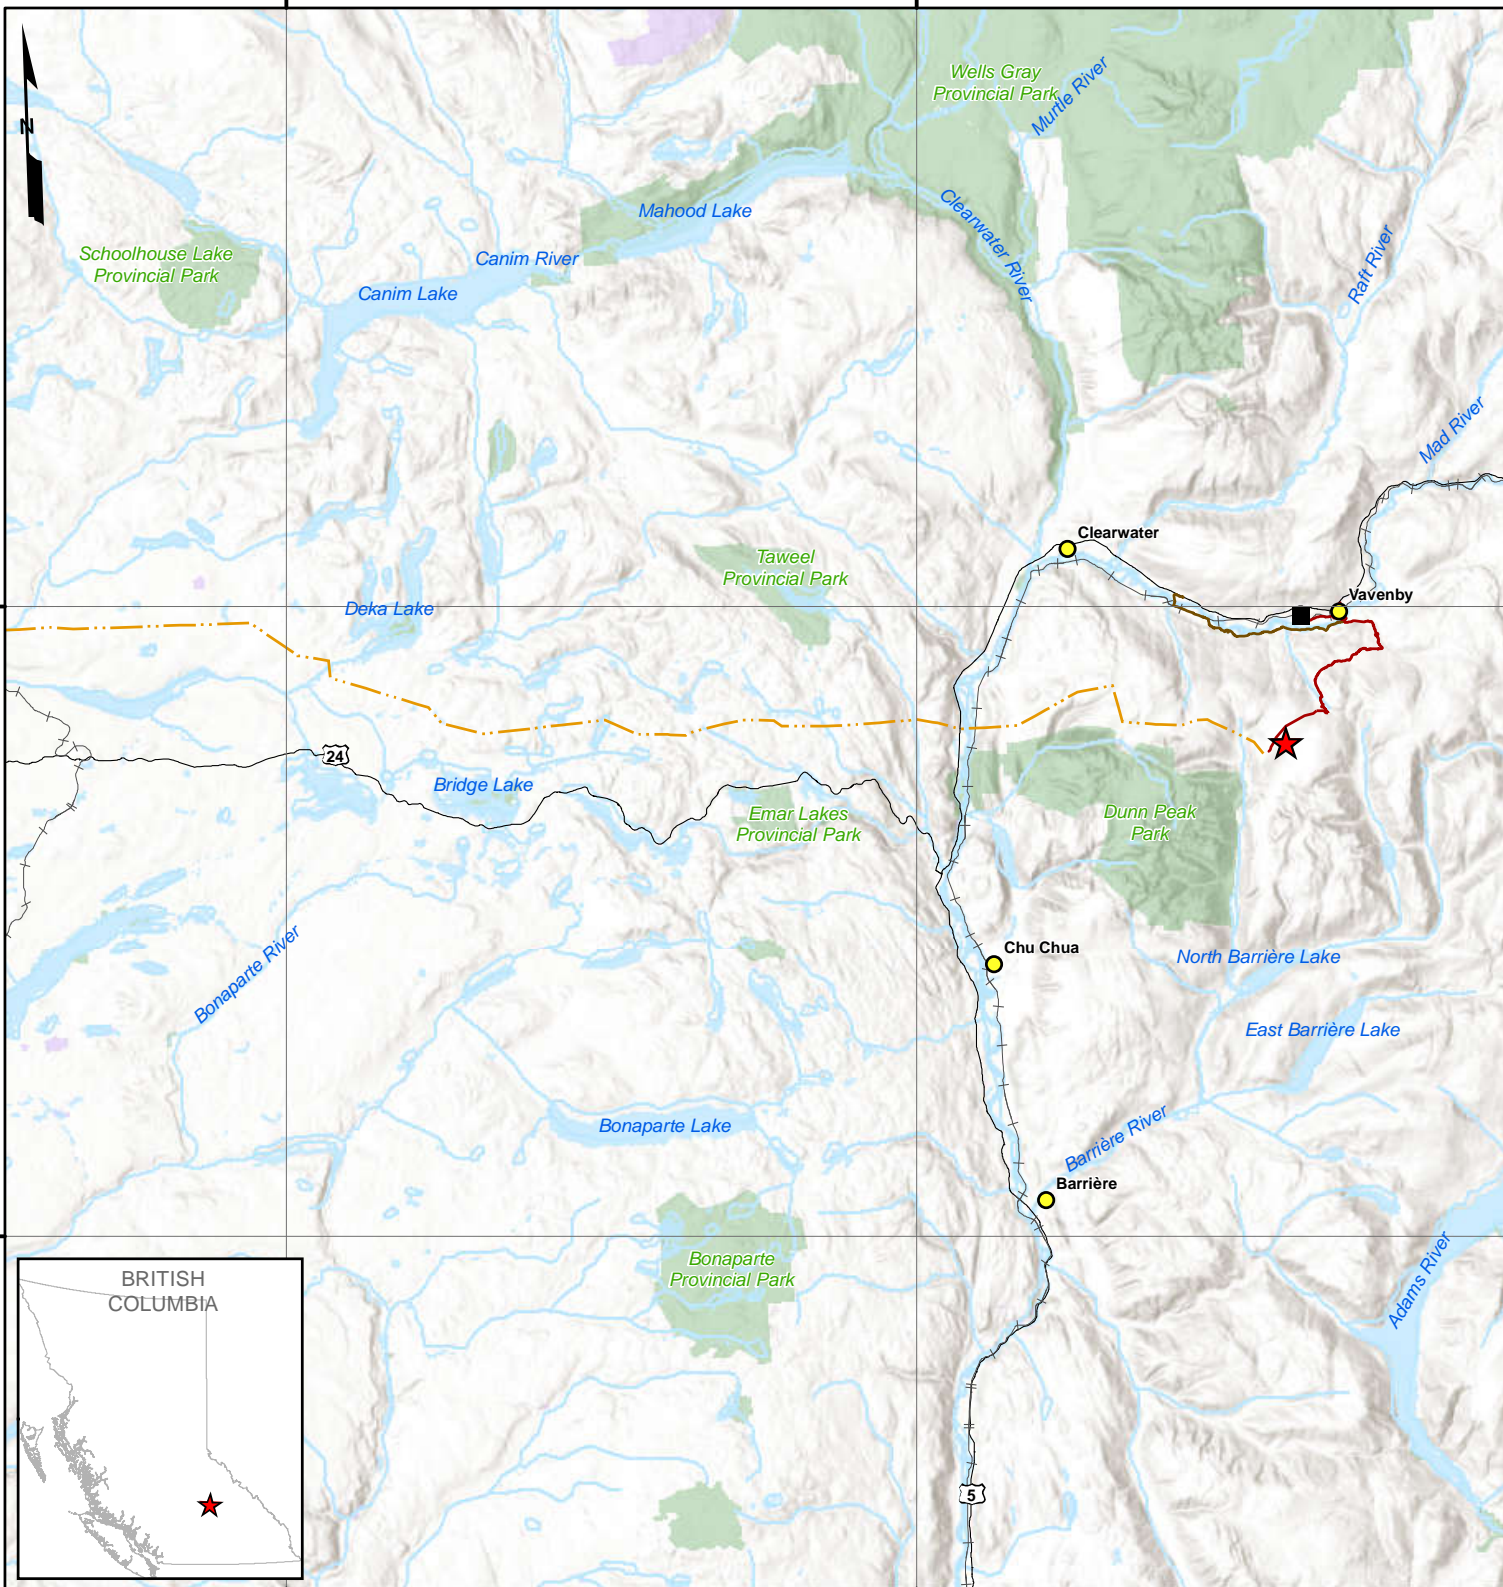 Wells Gray
Provincial Park
Murtle River
N
Mahood Lake
Clearwater River
Schoolhouse Lake
Provincial Park
Canim River
Raft River
Canim Lake
Mad River
Clearwater
Taweel
Provincial Park
Vavenby
Deka Lake
24
Bridge Lake
Emar Lakes
Provincial Park
Dunn Peak
Park
Chu Chua
Bonaparte River
North Barrière Lake
East Barrière Lake
Bonaparte Lake
Barrière River
Barrière
Bonaparte
Provincial Park
Adams River
BRITISH
COLUMBIA
5